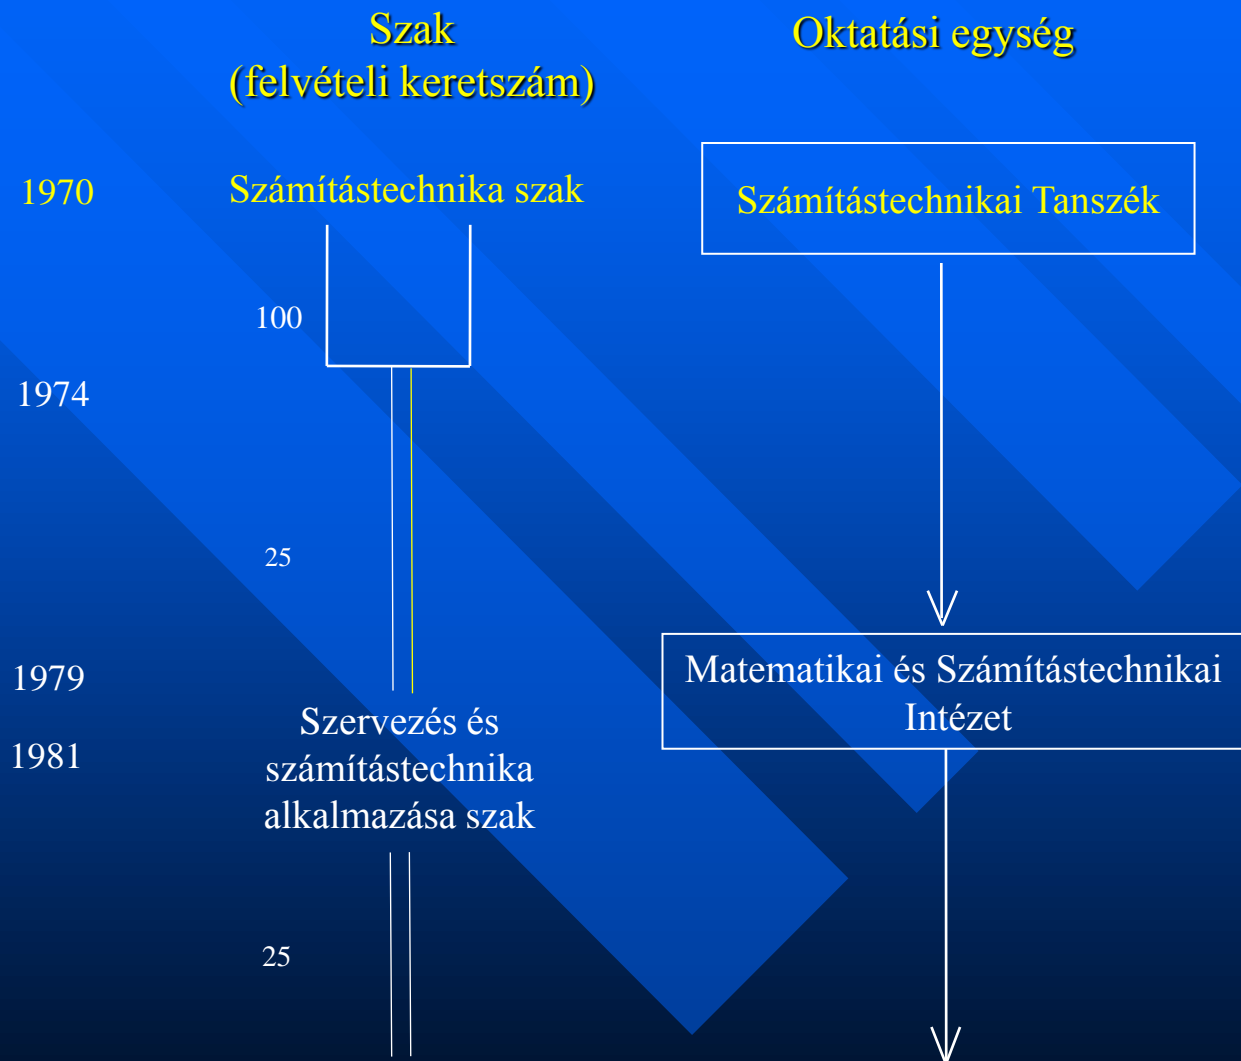 Szak
(felvételi keretszám)
Oktatási egység
1970
Számítástechnika szak
Számítástechnikai Tanszék
100
1974
25
1979
Matematikai és Számítástechnikai
Intézet
1981
Szervezés és
számítástechnika
alkalmazása szak
25